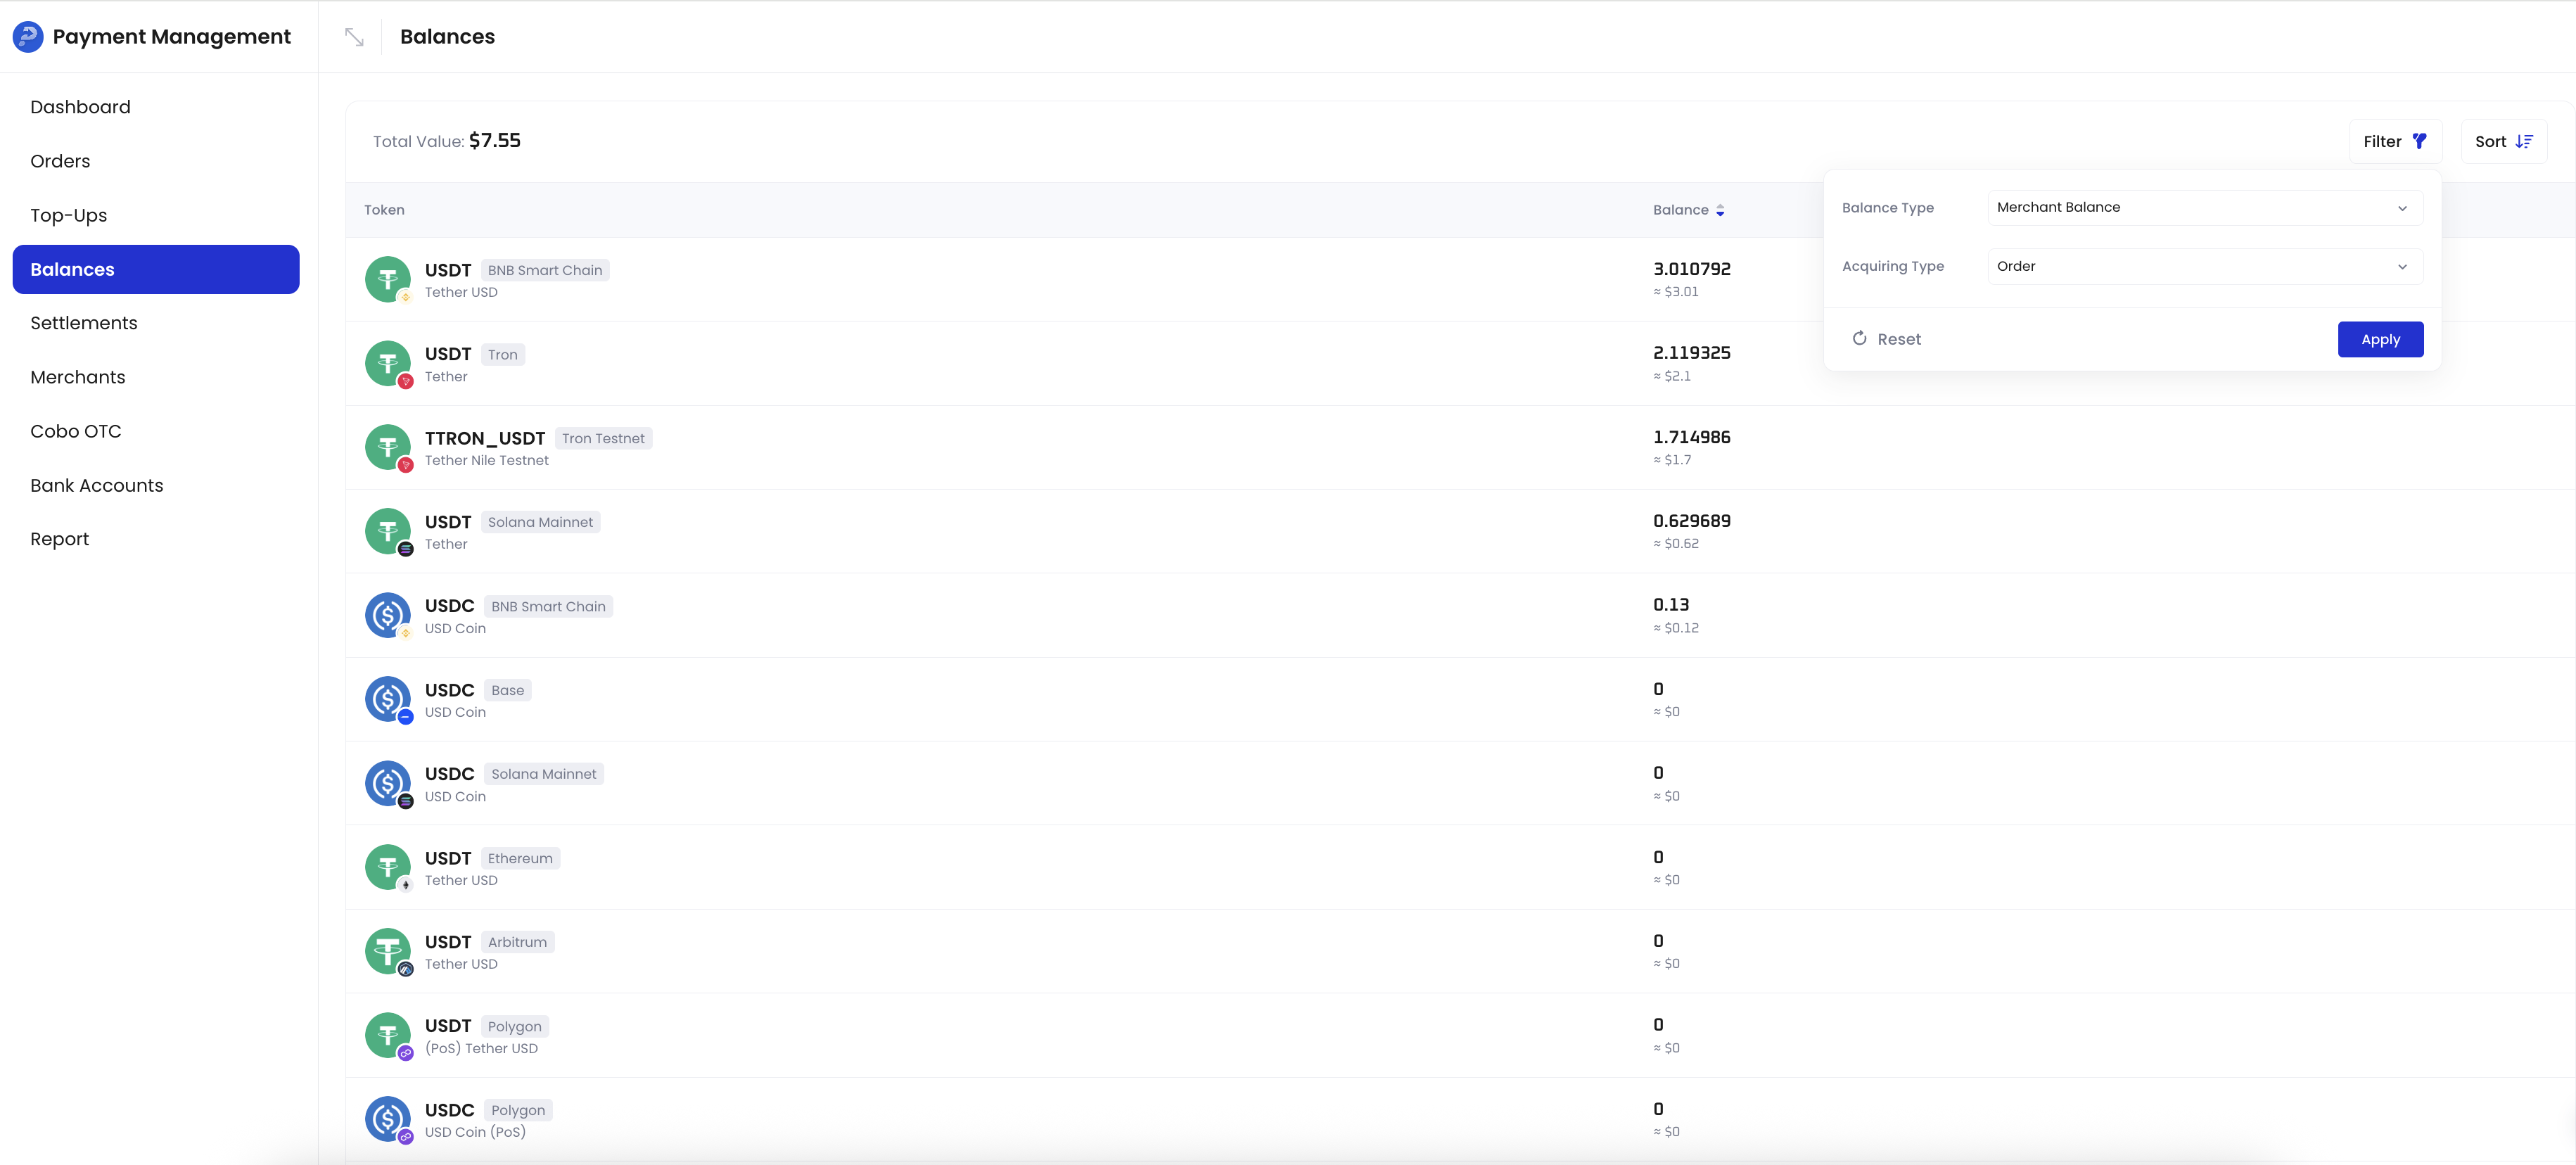 Payment Management
Balances
Dashboard
Orders
Top-Ups
Balances
Settlements
Merchants
Cobo OTC
Bank Accounts
Report
Total Value: $7.55
Filter
Sort
Balance Type
Merchant Balance
Acquiring Type
Order
Reset
Apply
Token
Balance
USDT BNB Smart Chain
Tether USD
3.010792
≈ $3.01
USDT Tron
Tether
2.119325
≈ $2.1
TTRON_USDT Tron Testnet
Tether Nile Testnet
1.714986
≈ $1.7
USDT Solana Mainnet
Tether
0.629689
≈ $0.62
USDC BNB Smart Chain
USD Coin
0.13
≈ $0.12
USDC Base
USD Coin
0
≈ $0
USDC Solana Mainnet
USD Coin
0
≈ $0
USDT Ethereum
Tether USD
0
≈ $0
USDT Arbitrum
Tether USD
0
≈ $0
USDT Polygon
(PoS) Tether USD
0
≈ $0
USDC Polygon
USD Coin (PoS)
0
≈ $0